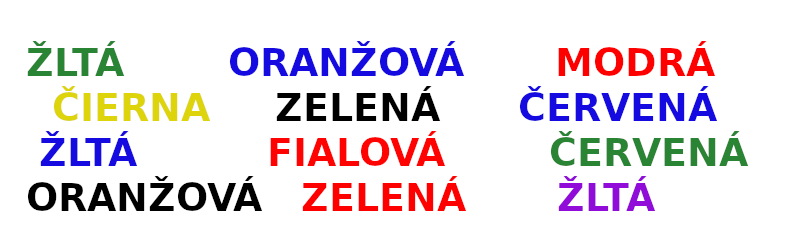 ŽLTÁ ORANŽOVÁ MODRÁ
ČIERNA ZELENÁ ČERVENÁ
ŽLTÁ FIALOVÁ ČERVENÁ
ORANŽOVÁ ZELENÁ ŽLTÁ